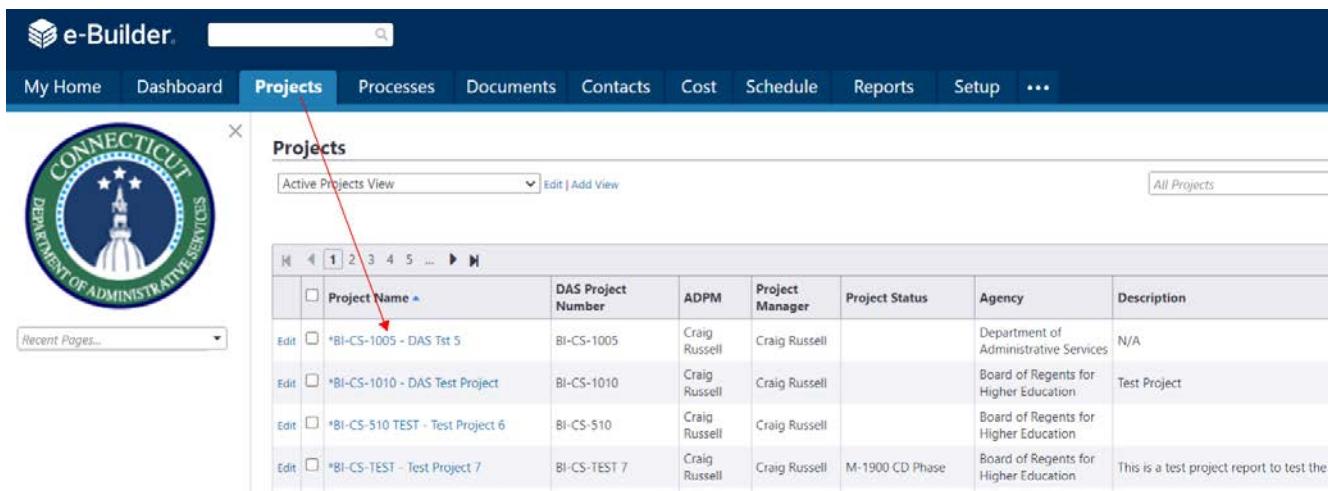 e-Builder
My Home Dashboard Projects Processes Documents Contacts Cost Schedule Reports Setup •••
CONNECTICUT
DEPARTMENT OF ADMINISTRATIVE SERVICES
Recent Pages...
Projects
Active Projects View Edit | Add View All Projects
1 2 3 4 5 ...
Project Name DAS Project Number ADPM Project Manager Project Status Agency Description
Edit *BI-CS-1005 - DAS Tst 5 BI-CS-1005 Craig Russell Craig Russell Department of Administrative Services N/A
Edit *BI-CS-1010 - DAS Test Project BI-CS-1010 Craig Russell Craig Russell Board of Regents for Higher Education Test Project
Edit *BI-CS-510 TEST - Test Project 6 BI-CS-510 Craig Russell Craig Russell Board of Regents for Higher Education
Edit *BI-CS-TEST - Test Project 7 BI-CS-TEST 7 Craig Russell Craig Russell M-1900 CD Phase Board of Regents for Higher Education This is a test project report to test the